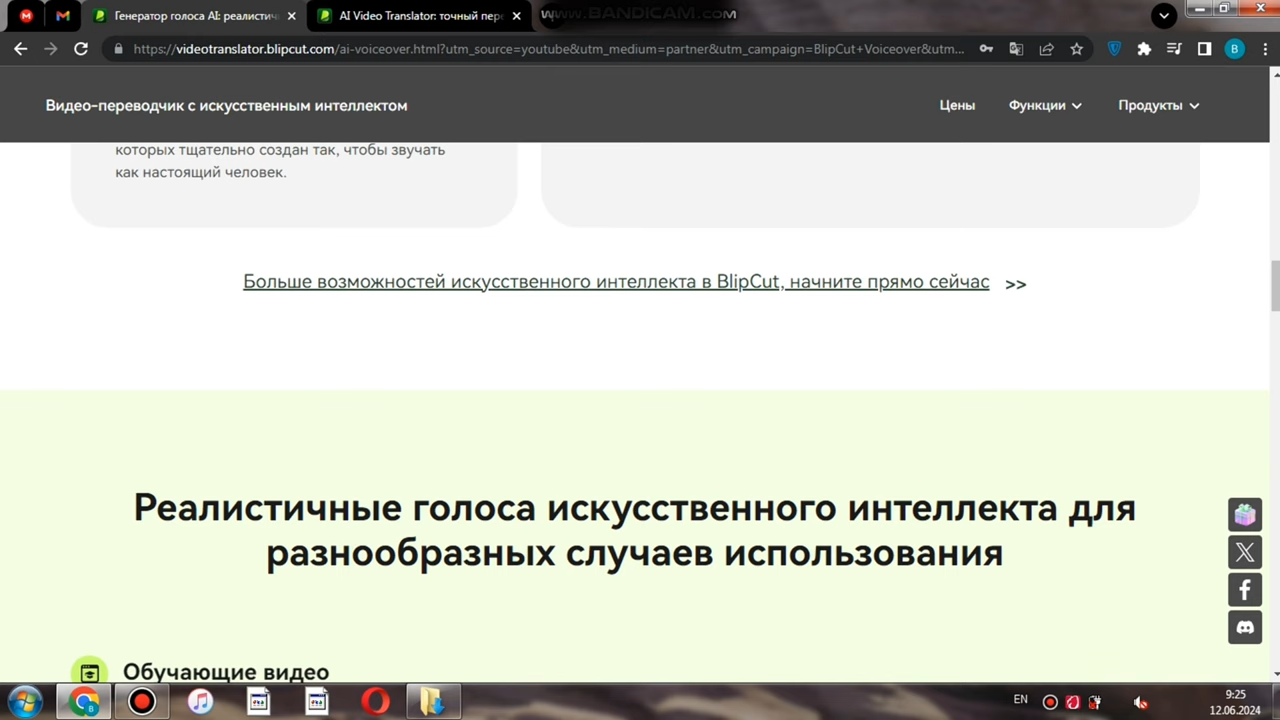 Генератор голоса AI: реалистич
AI Video Translator: точный пере
www.BANDICAM.com
https://videotranslator.blipcut.com/ai-voiceover.html?utm_source=youtube&utm_medium=partner&utm_campaign=BlipCut+Voiceover&utm...
B
Видео-переводчик с искусственным интеллектом
Цены
Функции
Продукты
которых тщательно создан так, чтобы звучать
как настоящий человек.
Больше возможностей искусственного интеллекта в BlipCut, начните прямо сейчас >>
Реалистичные голоса искусственного интеллекта для
разнообразных случаев использования
Обучающие видео
EN
9:25
12.06.2024